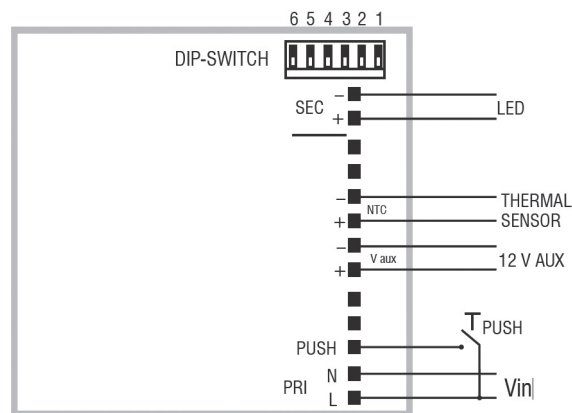 6 5 4 3 2 1
DIP-SWITCH
SEC
−
+
LED
−
+
NTC
THERMAL
SENSOR
−
+
V aux
12 V AUX
PUSH
PUSH
PRI
N
L
Vin